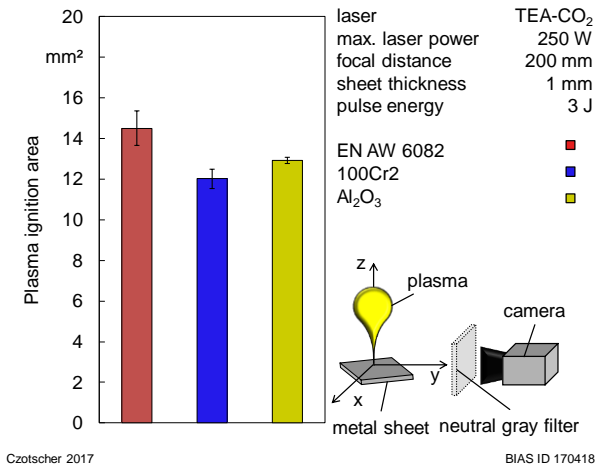 20
mm²
16
14
12
10
8
6
4
2
0
Plasma ignition area
laser TEA-CO₂
max. laser power 250 W
focal distance 200 mm
sheet thickness 1 mm
pulse energy 3 J
EN AW 6082
100Cr2
Al₂O₃
z
plasma
camera
y
x
metal sheet neutral gray filter
Czotscher 2017 BIAS ID 170418